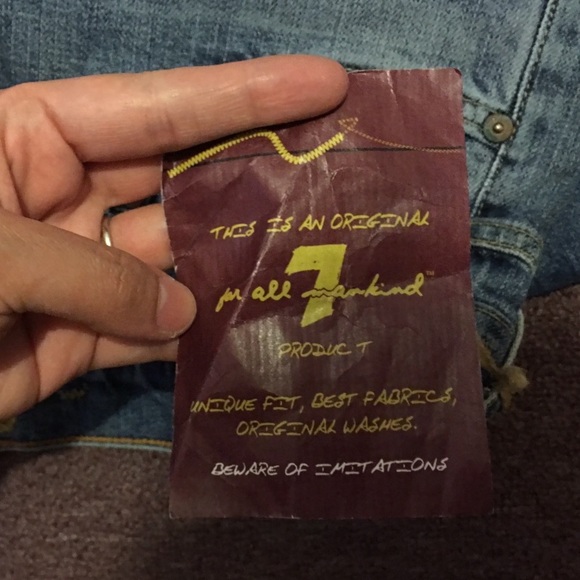 THIS IS AN ORIGINAL
7
for all mankind™
PRODUCT
UNIQUE FIT, BEST FABRICS,
ORIGINAL WASHES.
BEWARE OF IMITATIONS